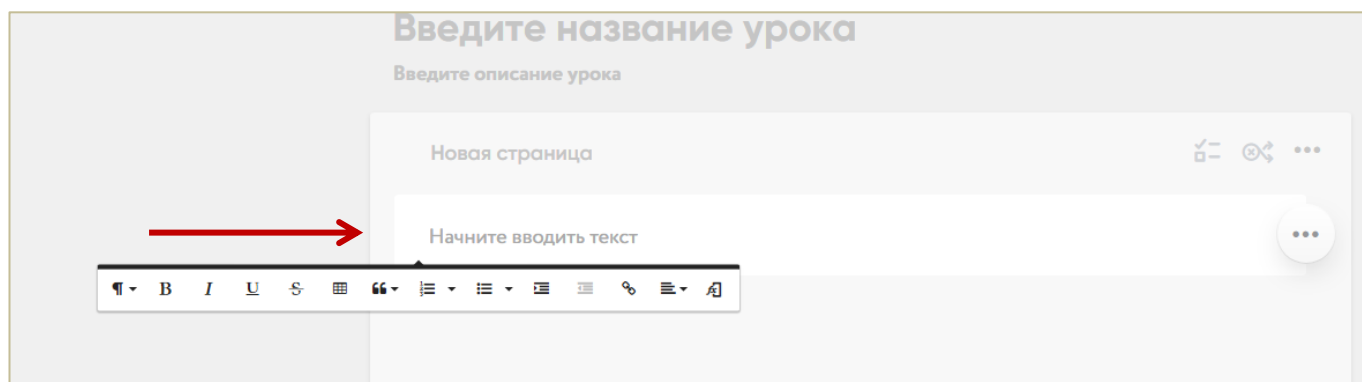 Введите название урока
Введите описание урока
Новая страница
Начните вводить текст
¶ B I U S